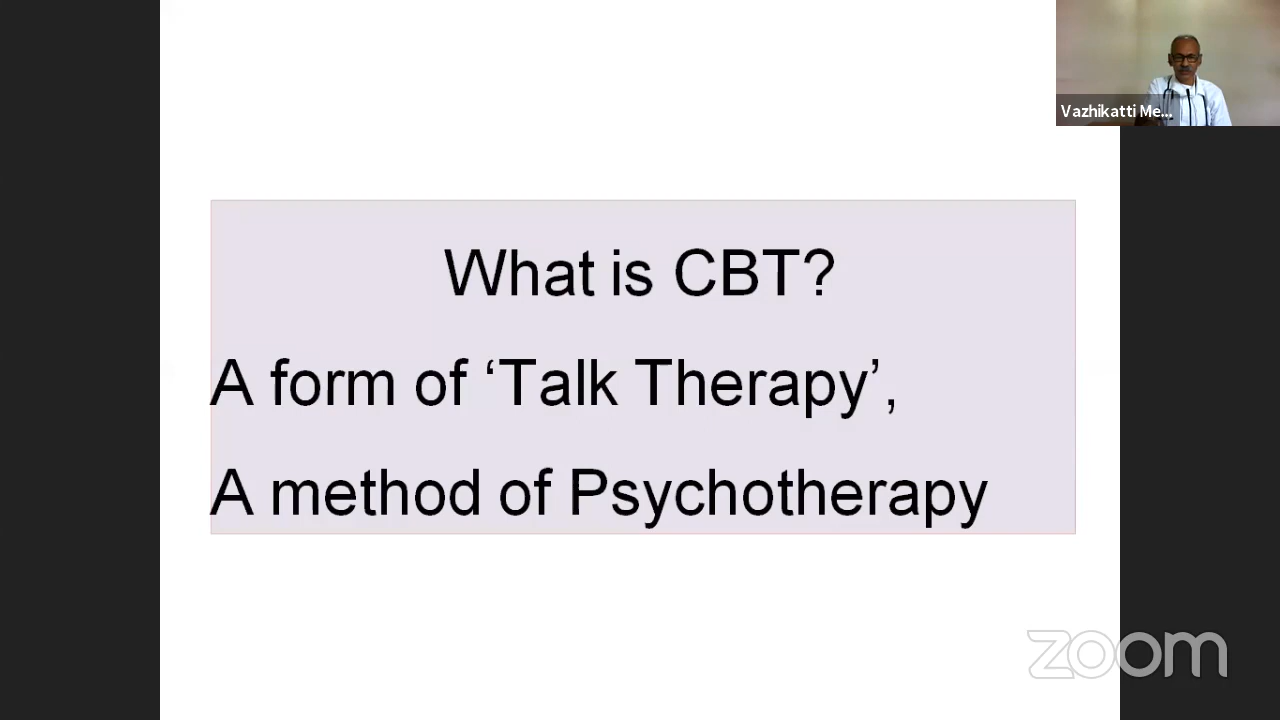 Vazhikatti Me...
What is CBT?
A form of ‘Talk Therapy’,
A method of Psychotherapy
zoom